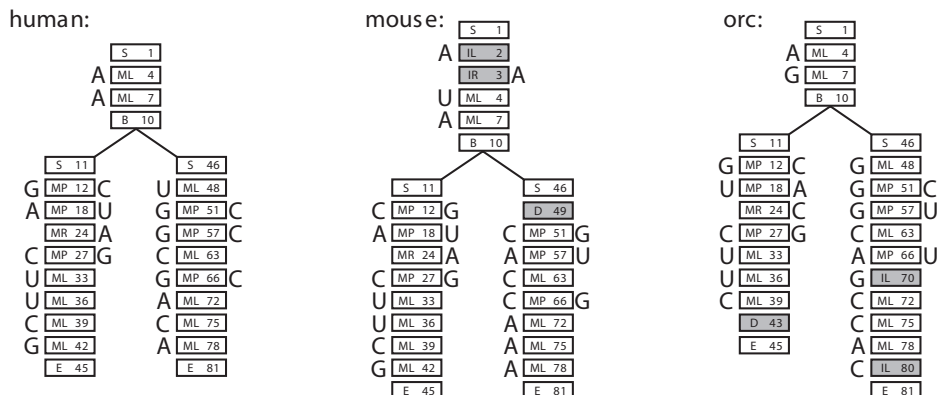 human:
S 1
A ML 4
A ML 7
B 10
S 11
G MP 12 C
A MP 18 U
MR 24 A
C MP 27 G
U ML 33
U ML 36
C ML 39
G ML 42
E 45
S 46
U ML 48
G MP 51 C
G MP 57 C
C ML 63
G MP 66 C
A ML 72
C ML 75
A ML 78
E 81
mouse:
S 1
A IL 2
IR 3 A
U ML 4
A ML 7
B 10
S 11
C MP 12 G
A MP 18 U
MR 24 A
C MP 27 G
U ML 33
U ML 36
C ML 39
G ML 42
E 45
S 46
D 49
C MP 51 G
A MP 57 U
C ML 63
C MP 66 G
A ML 72
A ML 75
A ML 78
E 81
orc:
S 1
A ML 4
G ML 7
B 10
S 11
G MP 12 C
U MP 18 A
MR 24 C
C MP 27 G
U ML 33
U ML 36
C ML 39
D 43
E 45
S 46
G ML 48
G MP 51 C
G MP 57 U
C ML 63
A MP 66 U
G IL 70
C ML 72
C ML 75
A ML 78
C IL 80
E 81